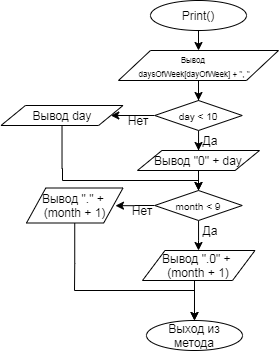 Print()
Вывод
daysOfWeek[dayOfWeek] + ", "
day < 10
Нет
Вывод day
Да
Вывод "0" + day
month < 9
Нет
Вывод "." +
(month + 1)
Да
Вывод ".0" +
(month + 1)
Выход из
метода